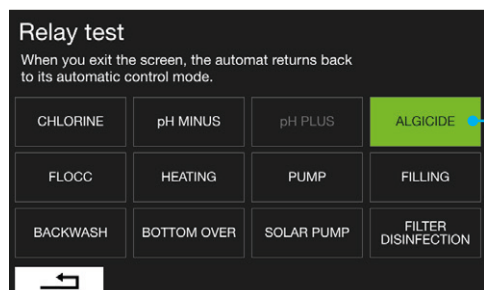 Relay test
When you exit the screen, the automat returns back
to its automatic control mode.
CHLORINE pH MINUS pH PLUS ALGICIDE
FLOCC HEATING PUMP FILLING
BACKWASH BOTTOM OVER SOLAR PUMP FILTER
DISINFECTION